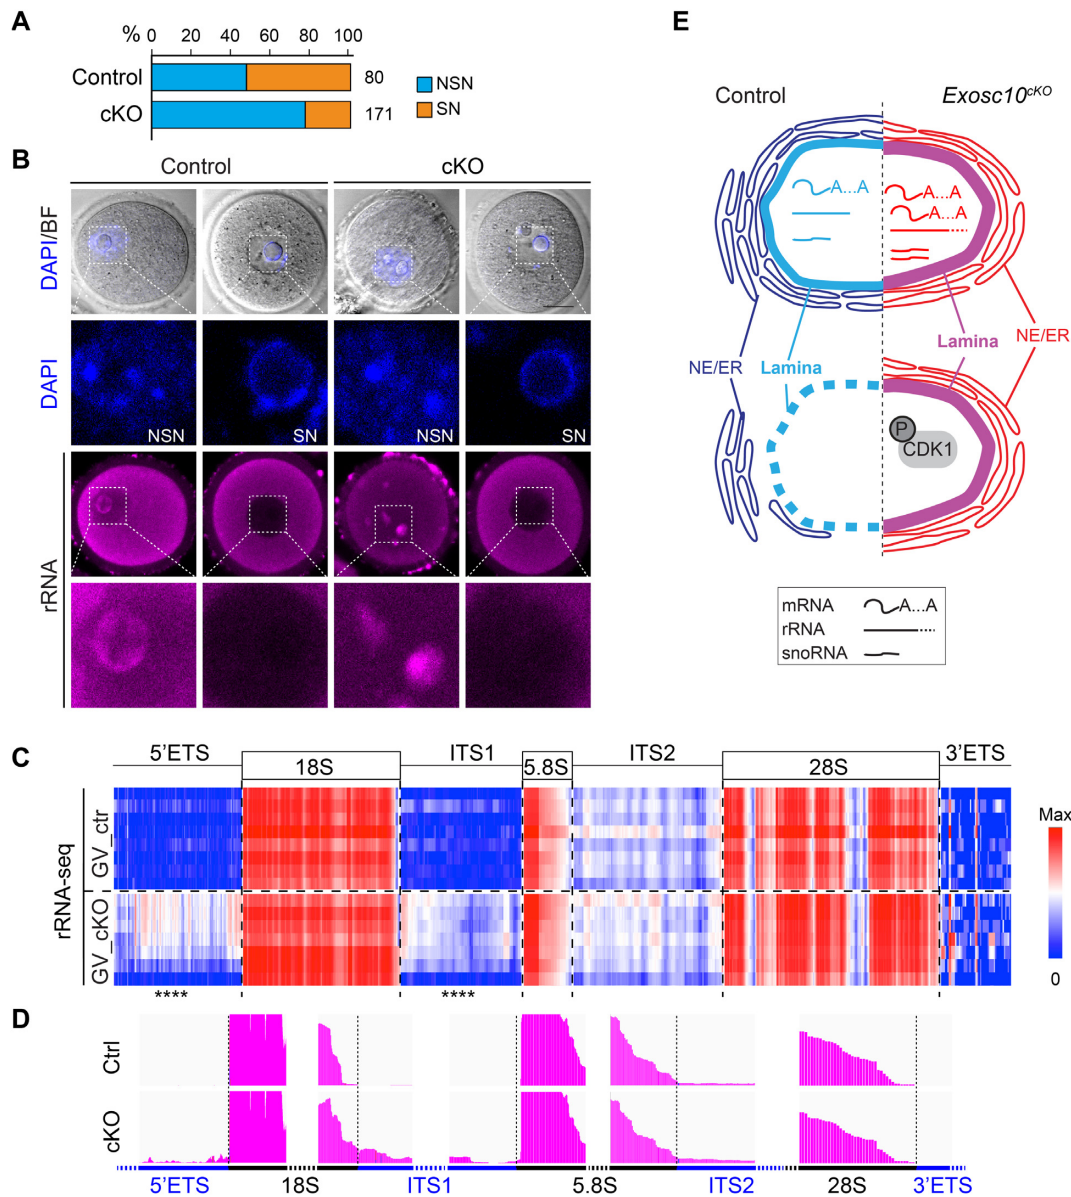 A
% 0 20 40 60 80 100
Control 80
cKO 171
NSN
SN
B
Control cKO
DAPI/BF
DAPI
NSN SN NSN SN
rRNA
E
Control Exosc10cKO
A...A A...A
A...A
NE/ER Lamina Lamina NE/ER
P
CDK1
mRNA A...A
rRNA
snoRNA
C
5'ETS 18S ITS1 5.8S ITS2 28S 3'ETS
rRNA-seq
GV_ctr
GV_cKO
Max
0
**** ****
D
Ctrl
cKO
5'ETS 18S ITS1 5.8S ITS2 28S 3'ETS